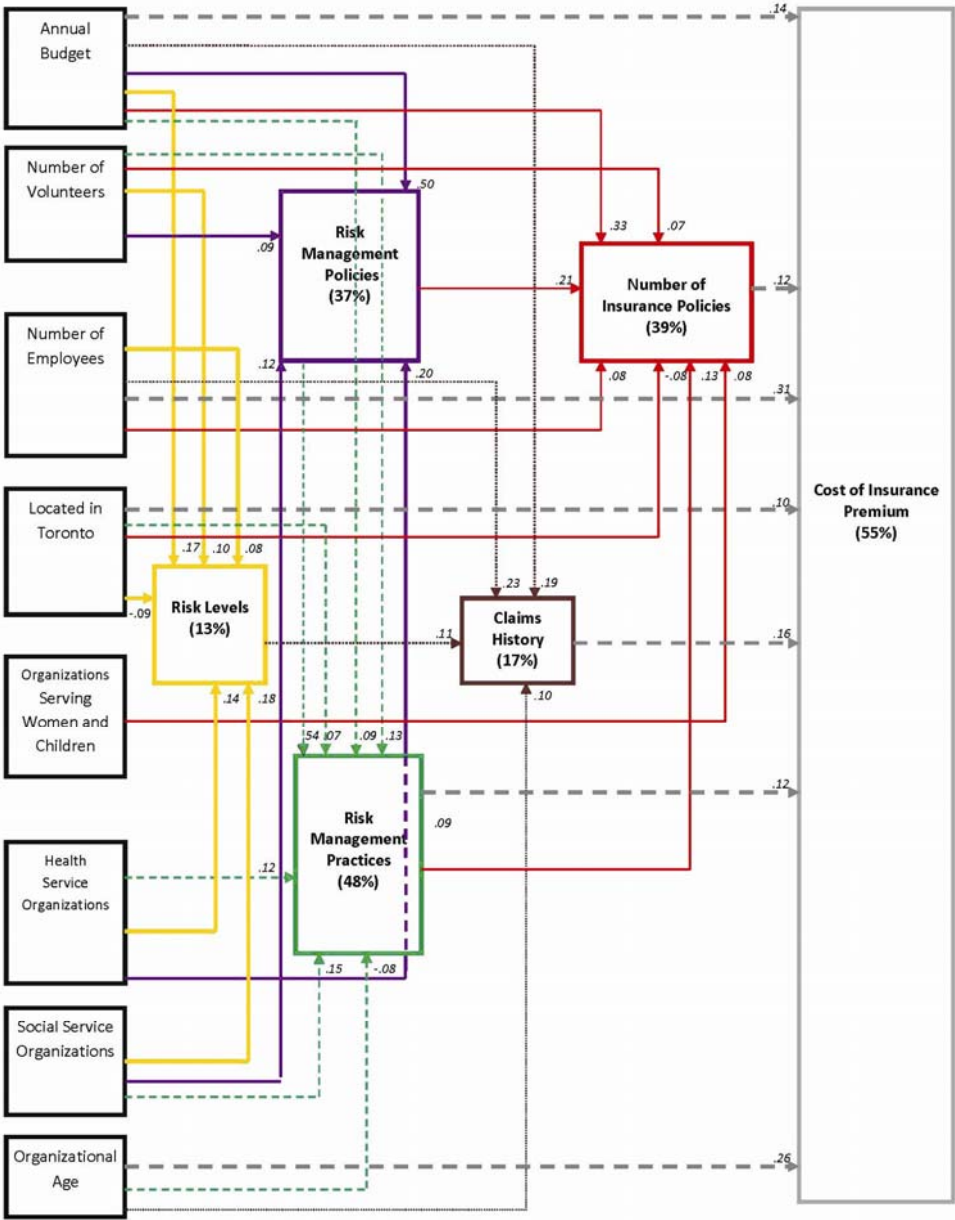 Annual
Budget
.14
Number of
Volunteers
.50
.09
Risk
Management
Policies
(37%)
.33
.07
.21
Number of
Insurance Policies
(39%)
.12
Number of
Employees
.12
.20
.08
-.08
.13
.08
.31
Located in
Toronto
.10
Cost of Insurance
Premium
(55%)
.17
.10
.08
-.09
Risk Levels
(13%)
.23
.19
.11
Claims
History
(17%)
.16
.10
Organizations
Serving
Women and
Children
.14
.18
.54
.07
.09
.13
.12
.09
Risk
Management
Practices
(48%)
Health
Service
Organizations
.12
.15
-.08
Social Service
Organizations
Organizational
Age
.26